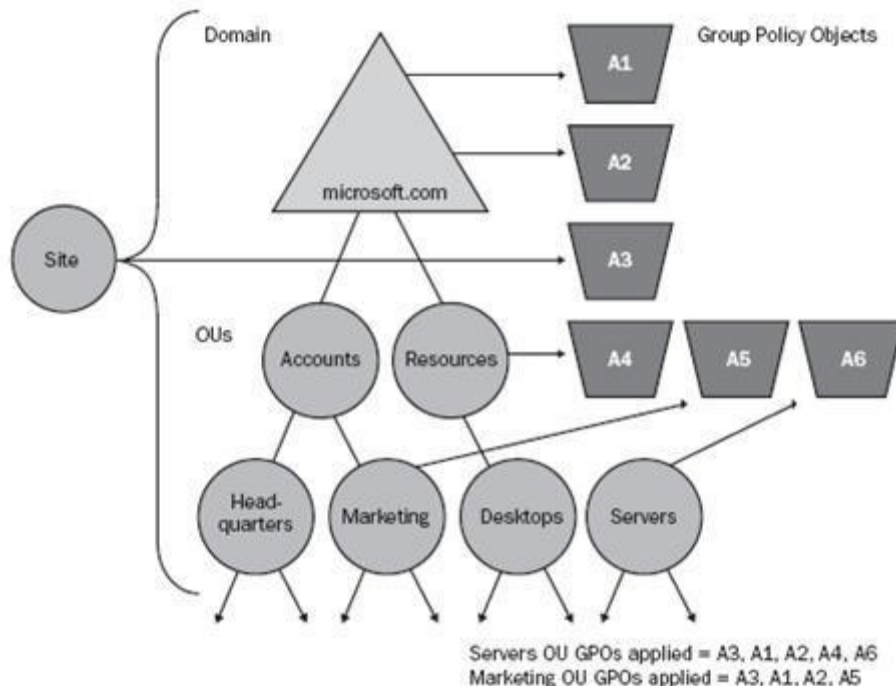 Domain
Group Policy Objects
A1
A2
microsoft.com
Site
A3
OUs
Accounts
Resources
A4
A5
A6
Head-
quarters
Marketing
Desktops
Servers
Servers OU GPOs applied = A3, A1, A2, A4, A6
Marketing OU GPOs applied = A3, A1, A2, A5